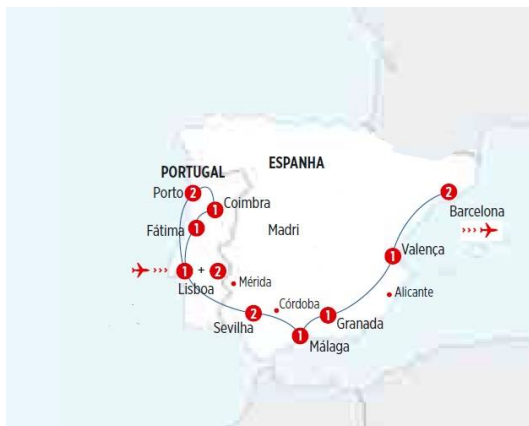 ESPANHA
PORTUGAL
Porto 2
1 Coimbra
2 Barcelona
Fátima 1
Madri
1 Valença
1 + 2
Lisboa
Mérida
Alicante
Córdoba
2 Sevilha
1 Granada
1 Málaga